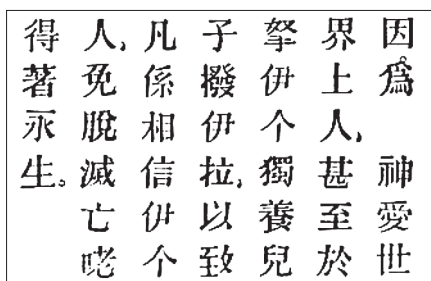 因爲　神愛世
界上人、甚至於
拏伊个獨養兒
子撥伊拉、以致
凡係相信伊个
人、免脫滅亡咾
得著永生。